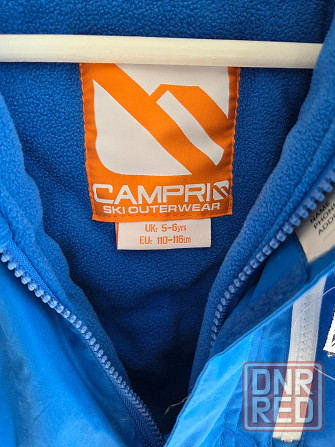 CAMPRI
SKI OUTERWEAR
UK: 5-6yrs
EU: 110-116cm
DNR
RED